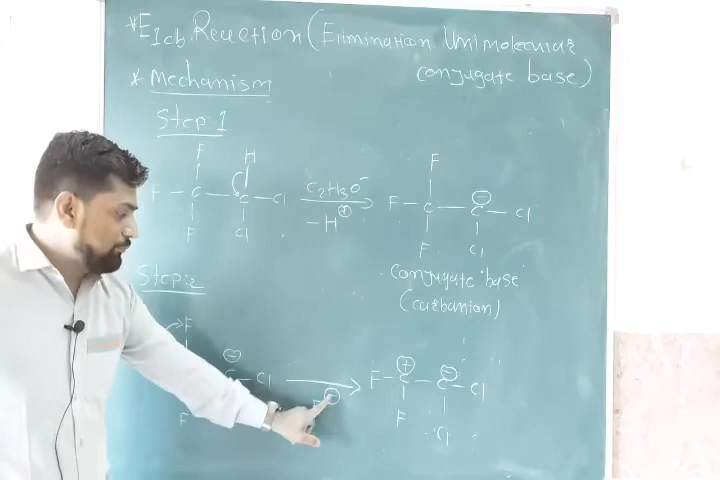 *E1cb Reaction (Elimination Unimolecular
conjugate base)
* Mechanism
Step:1
F H F
F - C - C - Cl C2H5O⊖ F - C - C⊖ - Cl
- H⊕
F Cl F Cl
conjugate base
(carbanion)
Step:2
F
⊖ ⊕ ⊖
- Cl F - C - C - Cl
F F Cl